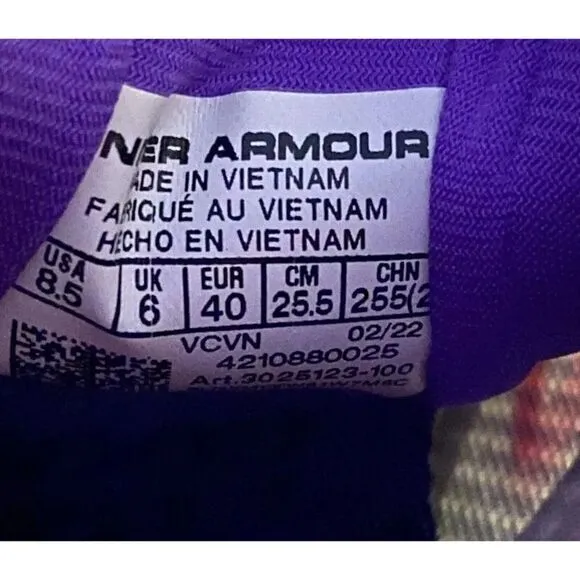 NER ARMOUR
ADE IN VIETNAM
FARIQUÉ AU VIETNAM
HECHO EN VIETNAM
USA UK EUR CM CHN
8.5 6 40 25.5 255(2
VCVN 02/22
4210880025
Art.3025123-100